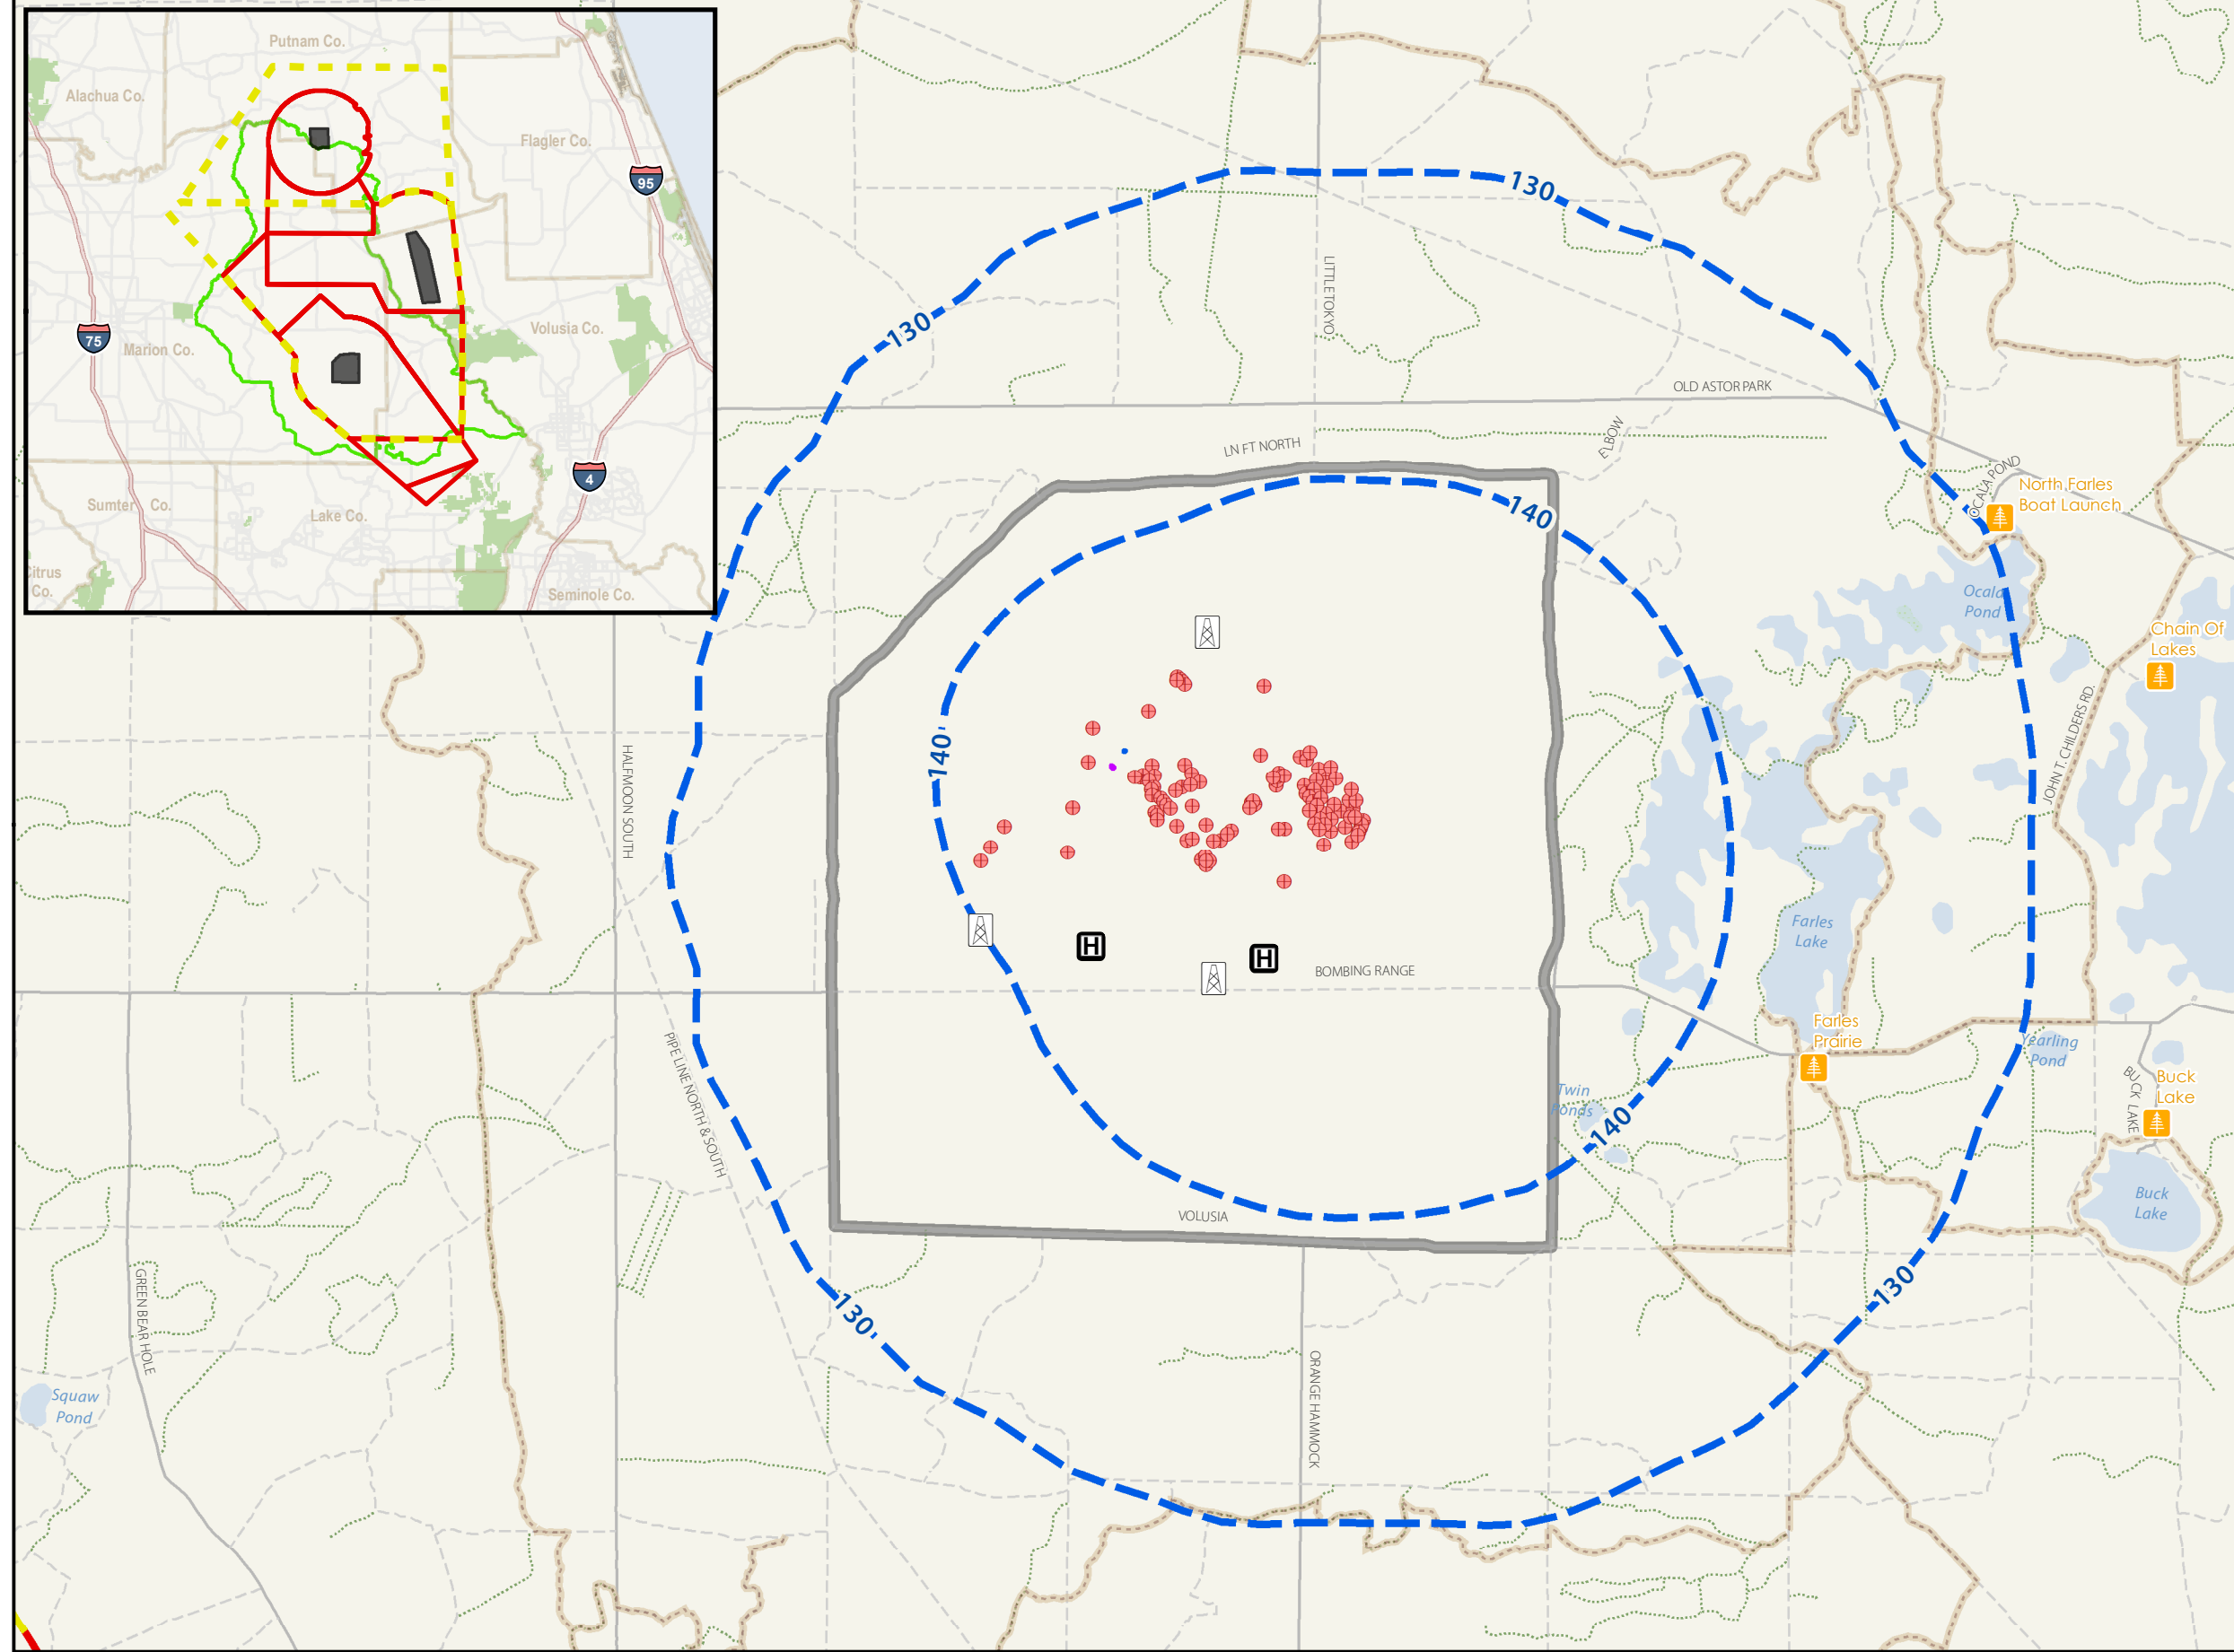 Putnam Co.
Alachua Co.
Flagler Co.
95
Volusia Co.
75
Marion Co.
4
Sumter Co.
Lake Co.
Citrus
Co.
Seminole Co.
130
130
LITTLE TOKYO
OLD ASTOR PARK
LN FT NORTH
ELBOW
140
OCALA POND
North Farles
Boat Launch
Ocala
Pond
Chain Of
Lakes
JOHN T. CHILDERS RD.
HALFMOON SOUTH
140
Farles
Lake
H
H
BOMBING RANGE
Farles
Prairie
Yearling
Pond
BUCK LAKE
Buck
Lake
PIPE LINE NORTH & SOUTH
Twin
Ponds
140
Buck
Lake
VOLUSIA
GREEN BEAR HOLE
130
130
ORANGE HAMMOCK
Squaw
Pond